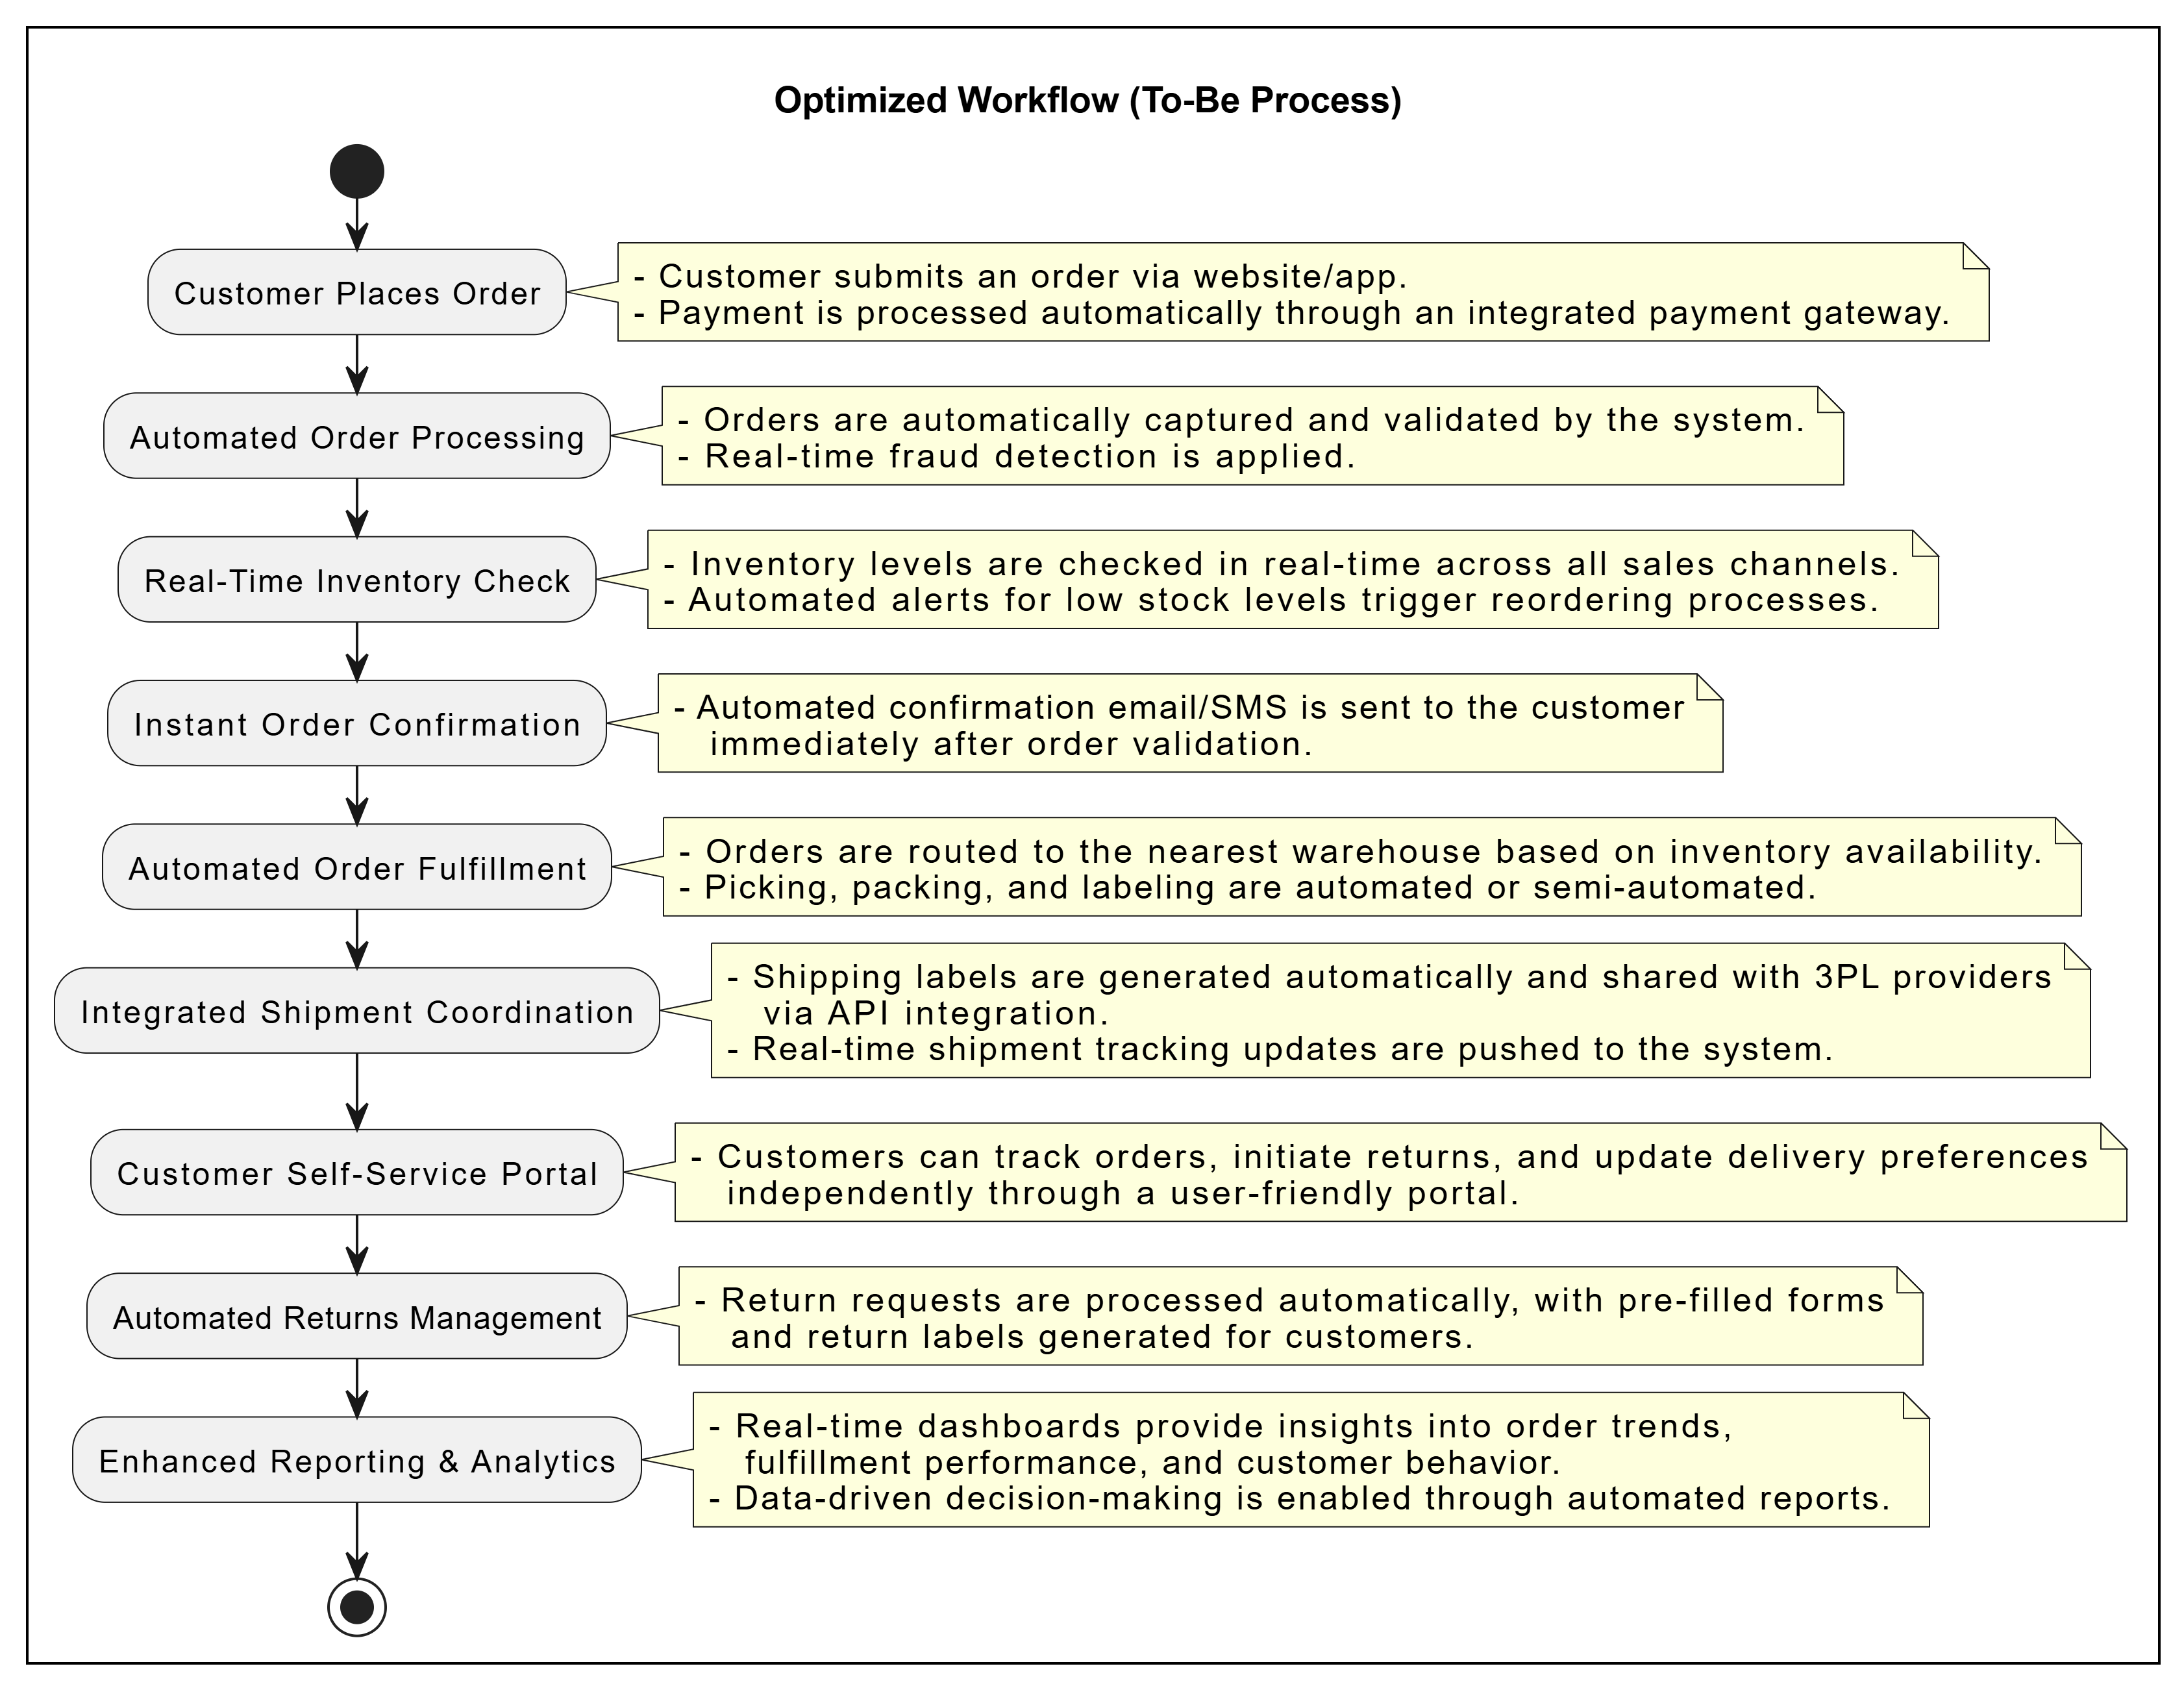 Optimized Workflow (To-Be Process)
Customer Places Order
- Customer submits an order via website/app.
- Payment is processed automatically through an integrated payment gateway.
Automated Order Processing
- Orders are automatically captured and validated by the system.
- Real-time fraud detection is applied.
Real-Time Inventory Check
- Inventory levels are checked in real-time across all sales channels.
- Automated alerts for low stock levels trigger reordering processes.
Instant Order Confirmation
- Automated confirmation email/SMS is sent to the customer
immediately after order validation.
Automated Order Fulfillment
- Orders are routed to the nearest warehouse based on inventory availability.
- Picking, packing, and labeling are automated or semi-automated.
Integrated Shipment Coordination
- Shipping labels are generated automatically and shared with 3PL providers
via API integration.
- Real-time shipment tracking updates are pushed to the system.
Customer Self-Service Portal
- Customers can track orders, initiate returns, and update delivery preferences
independently through a user-friendly portal.
Automated Returns Management
- Return requests are processed automatically, with pre-filled forms
and return labels generated for customers.
Enhanced Reporting & Analytics
- Real-time dashboards provide insights into order trends,
fulfillment performance, and customer behavior.
- Data-driven decision-making is enabled through automated reports.